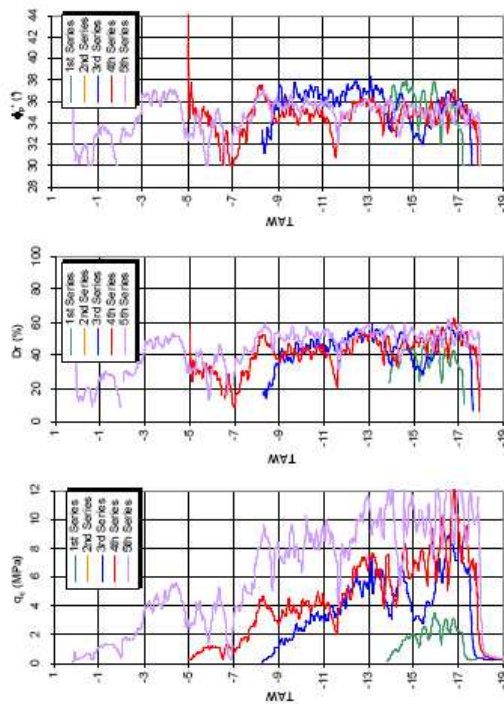 φp' (°)
44
42
40
38
36
34
32
30
28
1st Series
2nd Series
3rd Series
4th Series
5th Series
1 -1 -3 -5 -7 -9 -11 -13 -15 -17 -19
TAW
Dr (%)
100
80
60
40
20
0
1st Series
2nd Series
3rd Series
4th Series
5th Series
1 -1 -3 -5 -7 -9 -11 -13 -15 -17 -19
TAW
qc (MPa)
12
10
8
6
4
2
0
1st Series
2nd Series
3rd Series
4th Series
5th Series
1 -1 -3 -5 -7 -9 -11 -13 -15 -17 -19
TAW